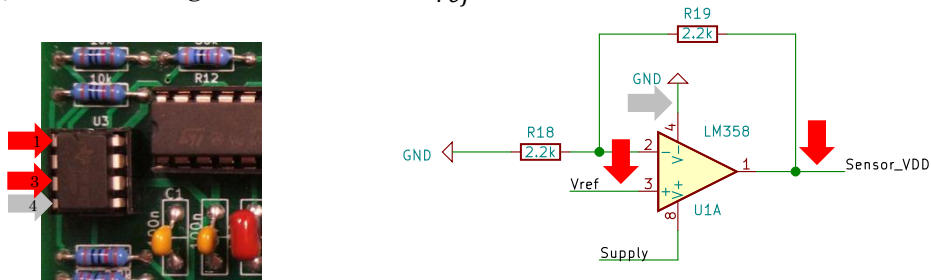 10k
R12
10k
U3
1
3
4
C1
R19
2.2k
GND
4
LM358
R18
2.2k
GND
2
−
V−
1
Sensor_VDD
Vref
3
+
V+
U1A
8
Supply